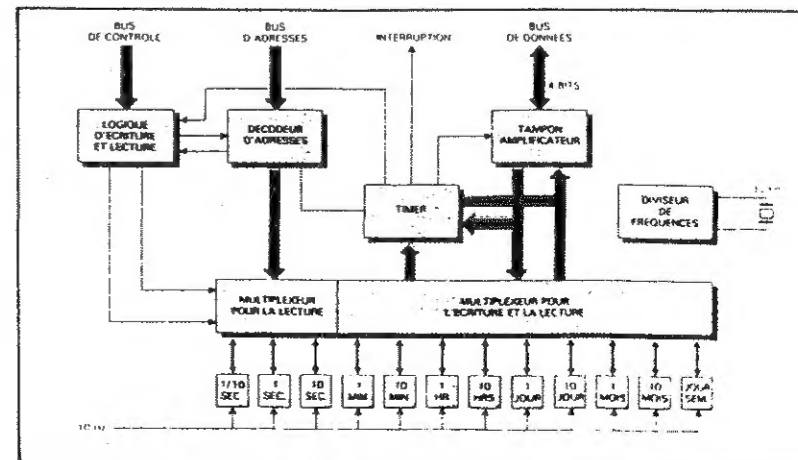 BUS
DE CONTROLE
BUS
D'ADRESSES
INTERRUPTION
BUS
DE DONNÉES
4 BITS
LOGIQUE
D'ECRITURE
ET LECTURE
DECODEUR
D'ADRESSES
TAMPON
AMPLIFICATEUR
TIMER
DIVISEUR
DE
FREQUENCES
MULTIPLEXEUR
POUR LA LECTURE
MULTIPLEXEUR POUR
L'ECRITURE ET LA LECTURE
1/10
SEC
1
SEC.
10
SEC.
1
MIN.
10
MIN.
1
HR.
10
HRS
1
JOUR
10
JOUR
1
MOIS
10
MOIS
JOUR
SEM.